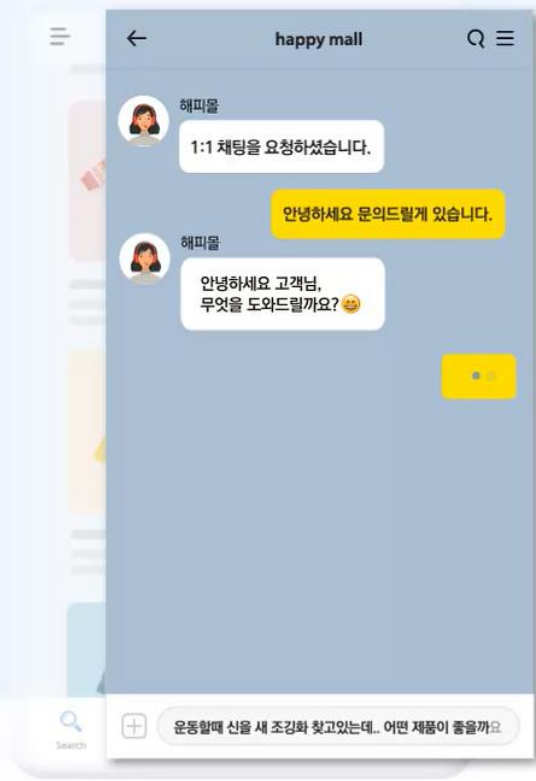 happy mall
해피몰
1:1 채팅을 요청하셨습니다.
안녕하세요 문의드릴게 있습니다.
해피몰
안녕하세요 고객님,
무엇을 도와드릴까요?😄
운동할때 신을 새 조깅화 찾고있는데.. 어떤 제품이 좋을까요
Search